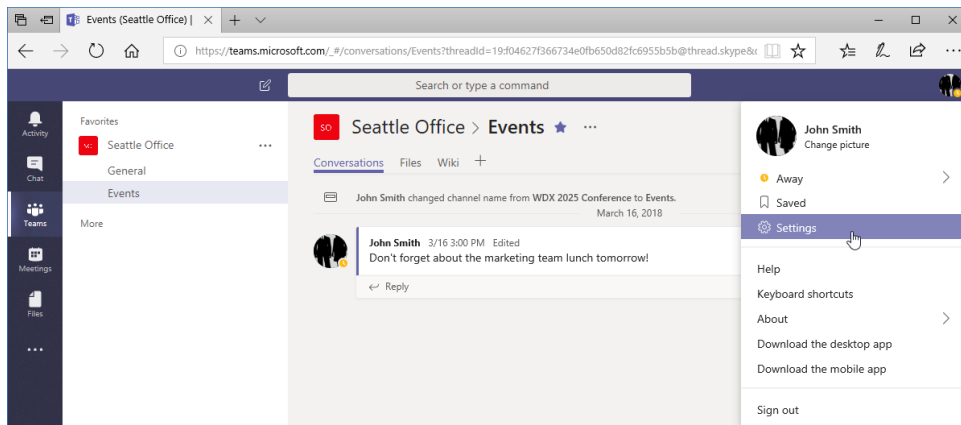 Events (Seattle Office) |
https://teams.microsoft.com/_#/conversations/Events?threadId=19:f04627f366734e0fb650d82fc6955b5b@thread.skype&c
Search or type a command
Activity
Chat
Teams
Meetings
Files
Favorites
Seattle Office
General
Events
More
SO Seattle Office > Events
Conversations Files Wiki
John Smith changed channel name from WDX 2025 Conference to Events.
March 16, 2018
John Smith 3/16 3:00 PM Edited
Don't forget about the marketing team lunch tomorrow!
Reply
John Smith
Change picture
Away
Saved
Settings
Help
Keyboard shortcuts
About
Download the desktop app
Download the mobile app
Sign out